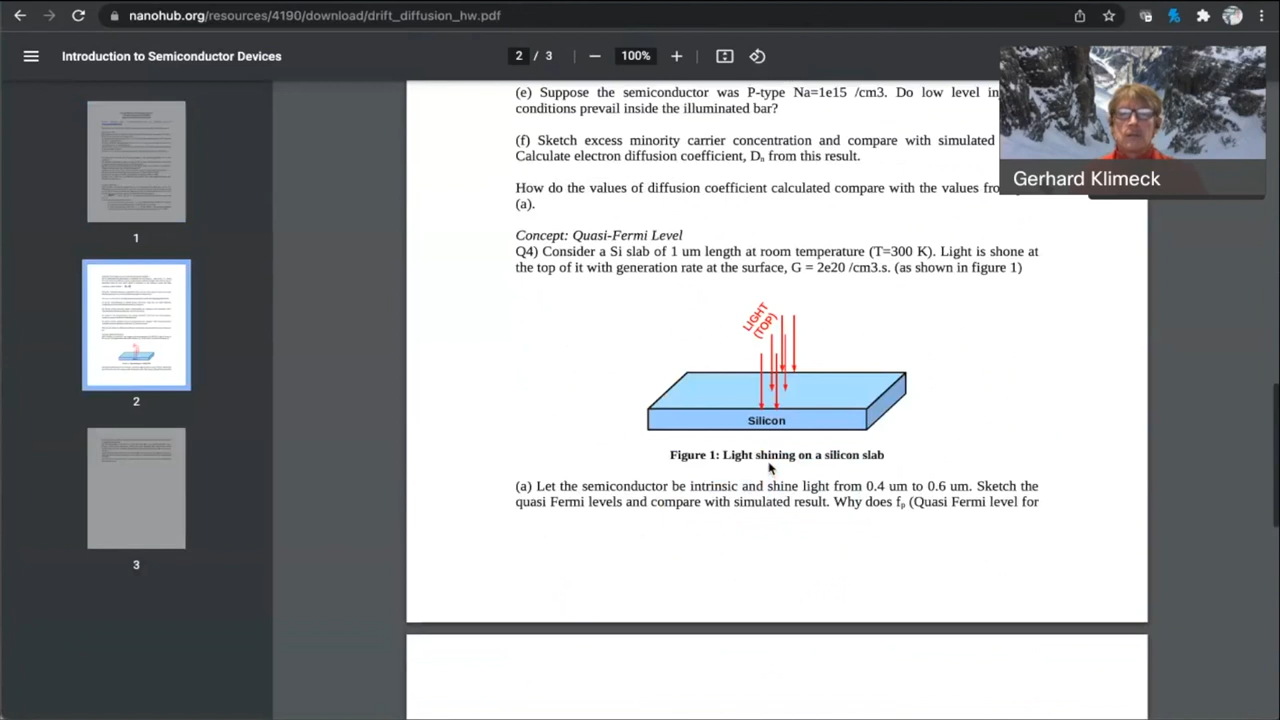 nanohub.org/resources/4190/download/drift_diffusion_hw.pdf
Introduction to Semiconductor Devices
2 / 3
100%
(e) Suppose the semiconductor was P-type Na=1e15 /cm3. Do low level in
conditions prevail inside the illuminated bar?
(f) Sketch excess minority carrier concentration and compare with simulated
Calculate electron diffusion coefficient, Dₙ from this result.
How do the values of diffusion coefficient calculated compare with the values fro
(a).
Gerhard Klimeck
Concept: Quasi-Fermi Level
Q4) Consider a Si slab of 1 um length at room temperature (T=300 K). Light is shone at
the top of it with generation rate at the surface, G = 2e20 /cm3.s. (as shown in figure 1)
LIGHT
(TOP)
Silicon
Figure 1: Light shining on a silicon slab
(a) Let the semiconductor be intrinsic and shine light from 0.4 um to 0.6 um. Sketch the
quasi Fermi levels and compare with simulated result. Why does fₚ (Quasi Fermi level for
1
2
3